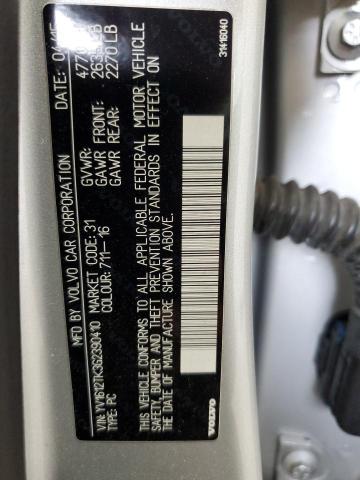 MFD BY VOLVO CAR CORPORATION DATE:
MARKET CODE: 31 GVWR:
COLOUR: 711-16 GAWR FRONT:
GAWR REAR: 2270 LB
VIN: YV1612TK3G2390410
TYPE: PC
THIS VEHICLE CONFORMS TO ALL APPLICABLE FEDERAL MOTOR VEHICLE
SAFETY, BUMPER AND THEFT PREVENTION STANDARDS IN EFFECT ON
THE DATE OF MANUFACTURE SHOWN ABOVE.
VOLVO
31416040